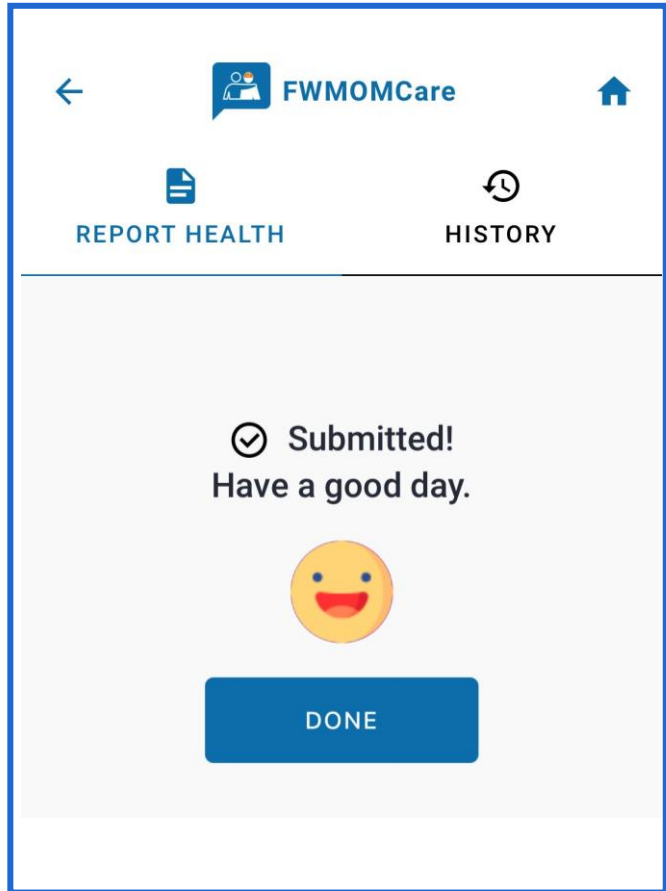 FWMOMCare
REPORT HEALTH
HISTORY
Submitted!
Have a good day.
DONE